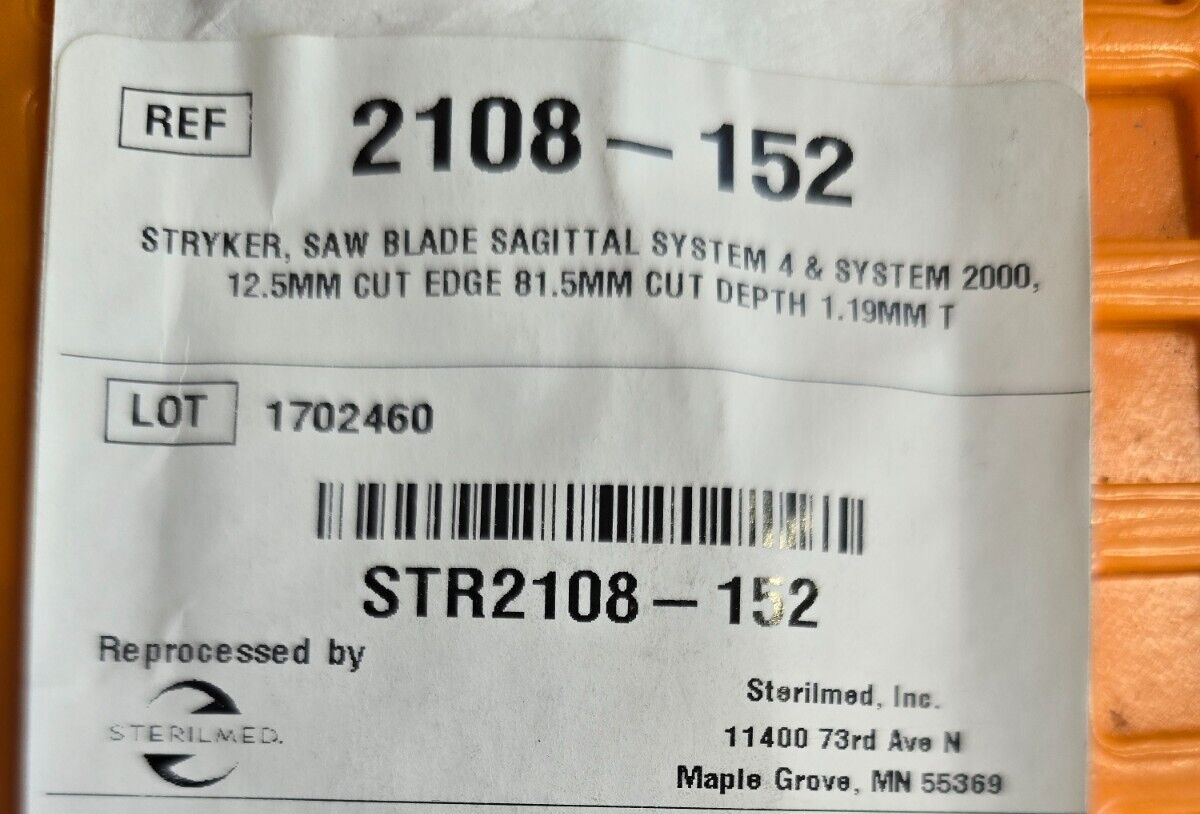 REF 2108-152
STRYKER, SAW BLADE SAGITTAL SYSTEM 4 & SYSTEM 2000,
12.5MM CUT EDGE 81.5MM CUT DEPTH 1.19MM T
LOT 1702460
STR2108-152
Reprocessed by
STERILMED.
Sterilmed, Inc.
11400 73rd Ave N
Maple Grove, MN 55369